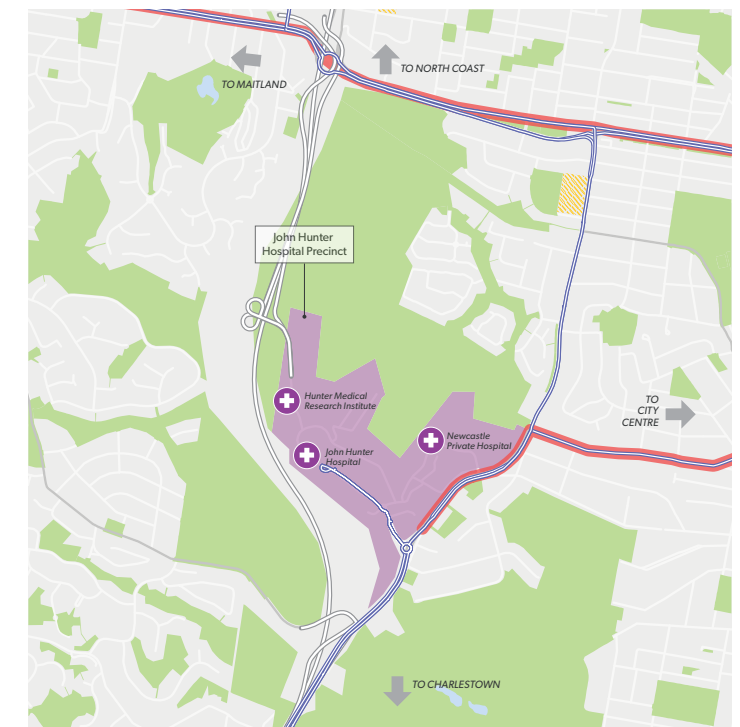 TO NORTH COAST
TO MAITLAND
John Hunter
Hospital Precinct
Hunter Medical
Research Institute
TO
CITY
CENTRE
Newcastle
Private Hospital
John Hunter
Hospital
TO CHARLESTOWN